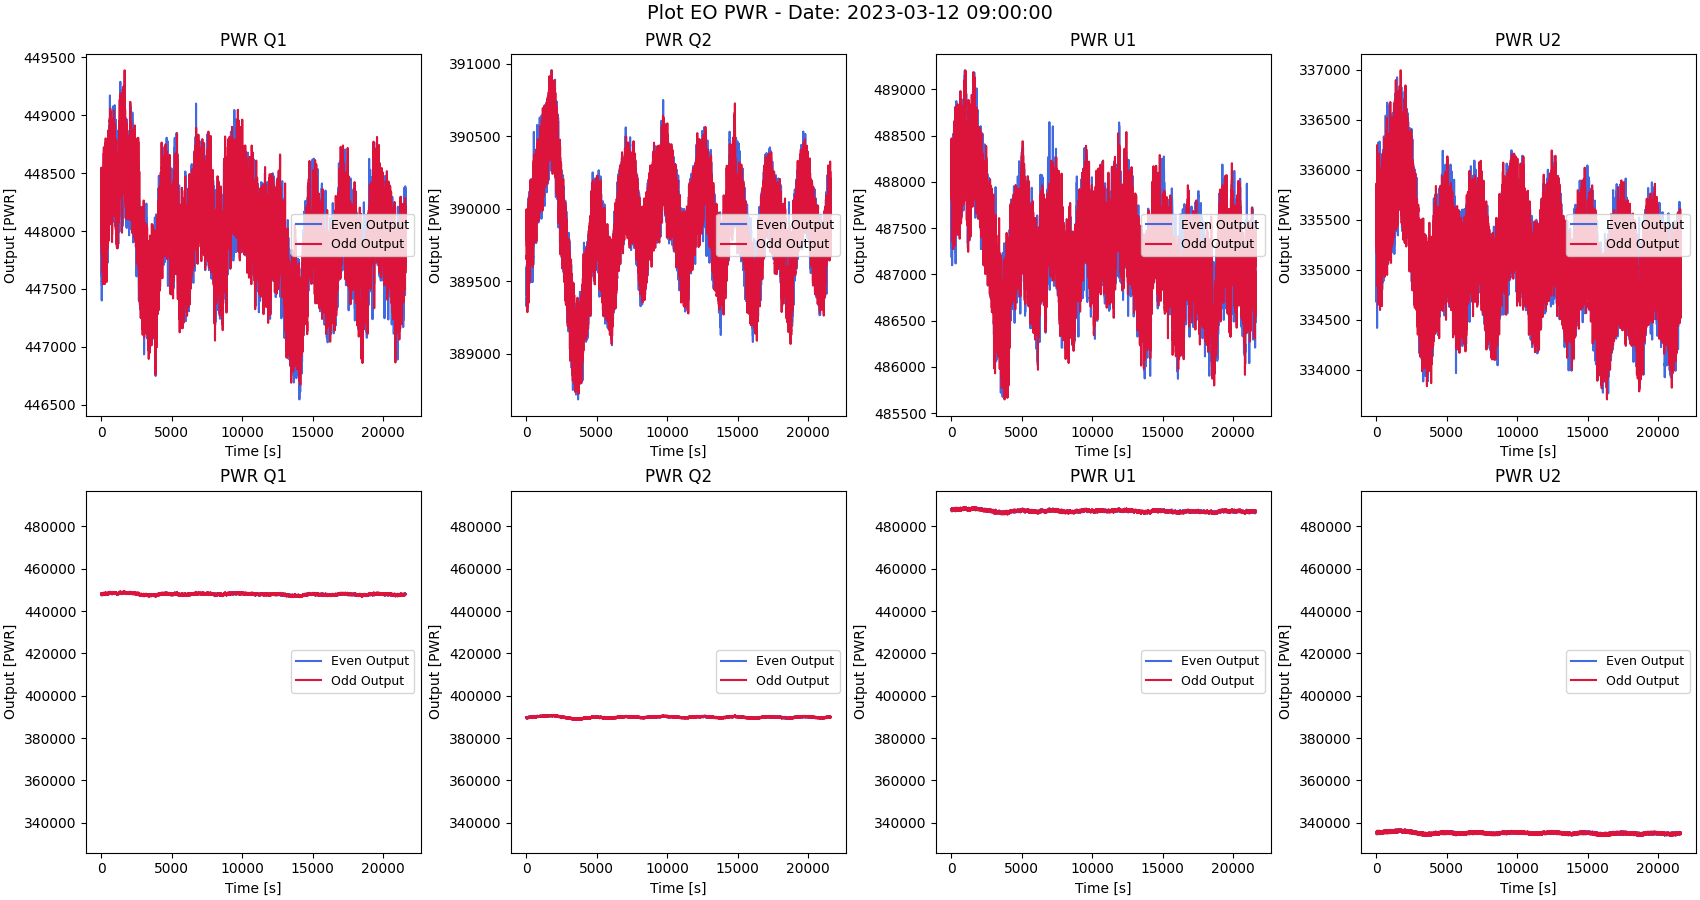 Plot EO PWR - Date: 2023-03-12 09:00:00
PWR Q1
Output [PWR]
449500
449000
448500
448000
447500
447000
446500
0 5000 10000 15000 20000
Time [s]
Even Output
Odd Output
PWR Q2
Output [PWR]
391000
390500
390000
389500
389000
0 5000 10000 15000 20000
Time [s]
Even Output
Odd Output
PWR U1
Output [PWR]
489000
488500
488000
487500
487000
486500
486000
485500
0 5000 10000 15000 20000
Time [s]
Even Output
Odd Output
PWR U2
Output [PWR]
337000
336500
336000
335500
335000
334500
334000
0 5000 10000 15000 20000
Time [s]
Even Output
Odd Output
PWR Q1
Output [PWR]
480000
460000
440000
420000
400000
380000
360000
340000
0 5000 10000 15000 20000
Time [s]
Even Output
Odd Output
PWR Q2
Output [PWR]
480000
460000
440000
420000
400000
380000
360000
340000
0 5000 10000 15000 20000
Time [s]
Even Output
Odd Output
PWR U1
Output [PWR]
480000
460000
440000
420000
400000
380000
360000
340000
0 5000 10000 15000 20000
Time [s]
Even Output
Odd Output
PWR U2
Output [PWR]
480000
460000
440000
420000
400000
380000
360000
340000
0 5000 10000 15000 20000
Time [s]
Even Output
Odd Output